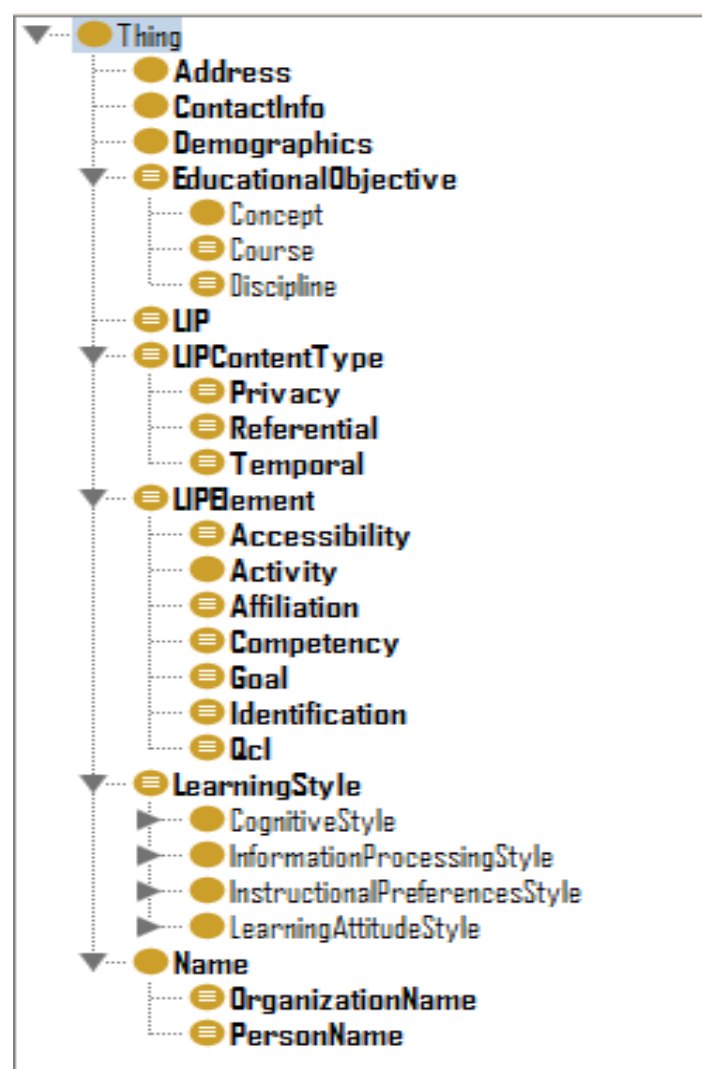 Thing
Address
ContactInfo
Demographics
EducationalObjective
Concept
Course
Discipline
LIP
LIPContentType
Privacy
Referential
Temporal
LIPElement
Accessibility
Activity
Affiliation
Competency
Goal
Identification
Qcl
LearningStyle
CognitiveStyle
InformationProcessingStyle
InstructionalPreferencesStyle
LearningAttitudeStyle
Name
OrganizationName
PersonName